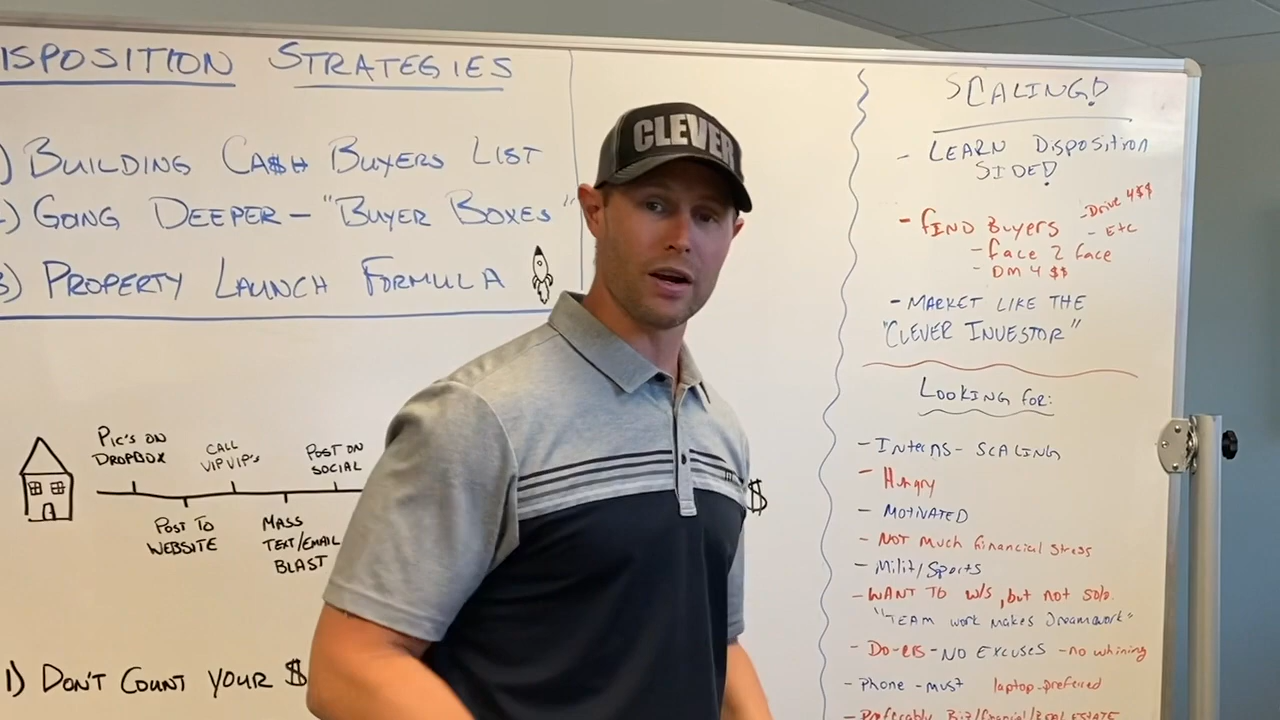 ISPOSITION STRATEGIES
) BUILDING CA$H BUYERS LIST
) GOING DEEPER - "BUYER BOXES"
3) PROPERTY LAUNCH FORMULA
PIC'S ON DROPBOX
POST TO WEBSITE
CALL VIP VIP'S
MASS TEXT/EMAIL BLAST
POST ON SOCIAL
$
1) DON'T COUNT YOUR $
CLEVER
SCALING!
- LEARN DISPOSITION
SIDE!
- FIND BUYERS
- Drive 4 $$
- ETC
- face 2 face
- DM 4 $$
- MARKET LIKE THE
"CLEVER INVESTOR"
LOOKING FOR:
- Interns - SCALING
- Hungry
- MOTIVATED
- NOT Much financial stress
- Milit/Sports
- WANT TO w/s, but not solo.
"TEAM work makes Dreamwork"
- Do-ers - NO EXCUSES - no whining
- Phone - must laptop-preferred
- Preferably Biz/financial/REAL ESTATE